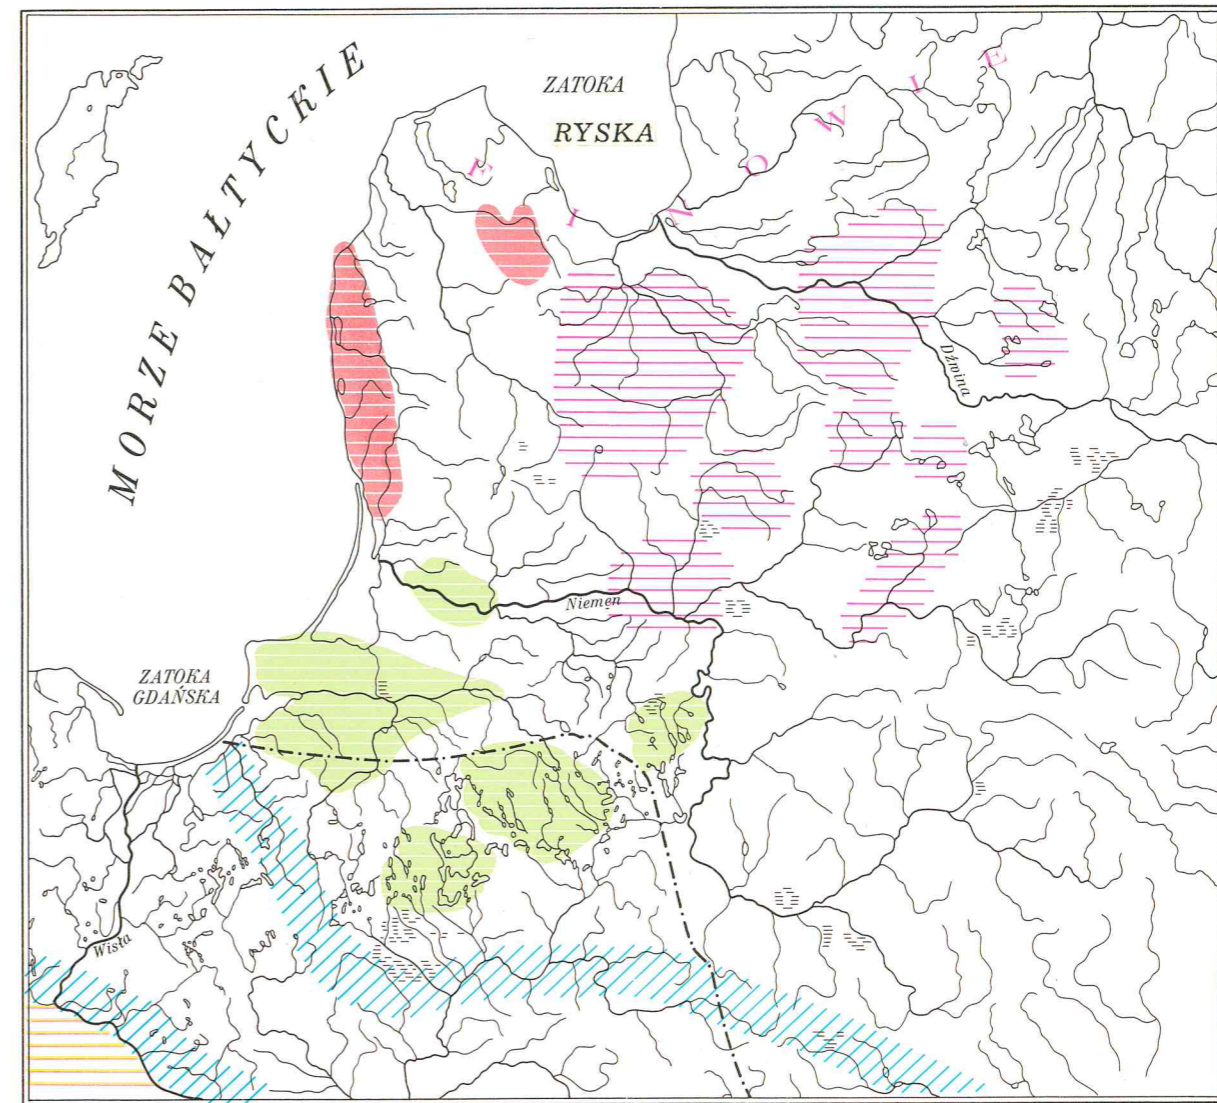 MORZE BAŁTYCKIE
ZATOKA
RYSKA
FINOWIE
Dźwina
Niemen
ZATOKA
GDAŃSKA
Wisła